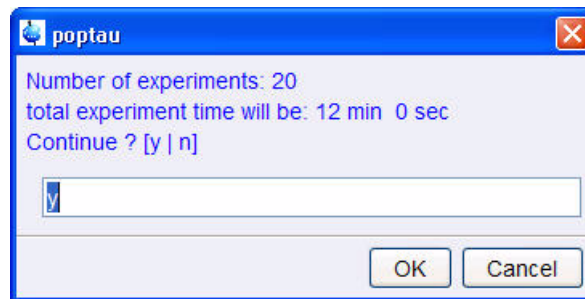 poptau
Number of experiments: 20
total experiment time will be: 12 min 0 sec
Continue ? [y | n]
y
OK Cancel